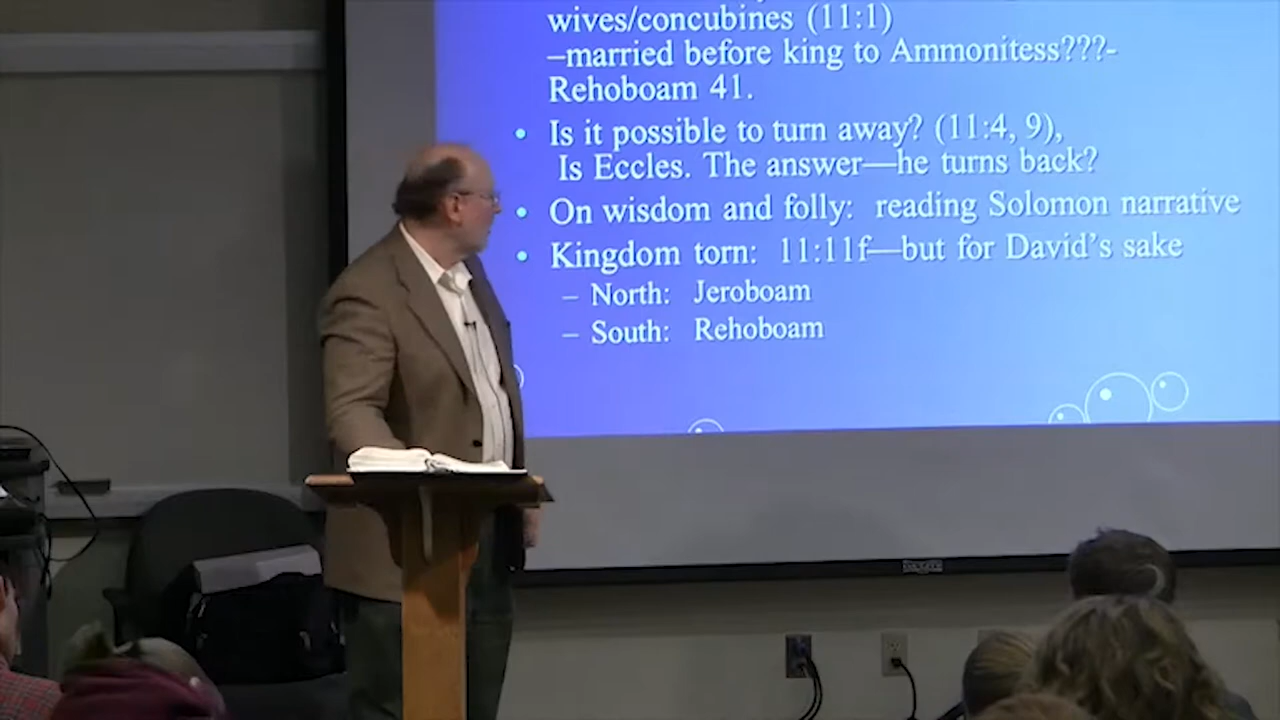 wives/concubines (11:1)
–married before king to Ammonitess???-
Rehoboam 41.
• Is it possible to turn away? (11:4, 9),
Is Eccles. The answer—he turns back?
• On wisdom and folly: reading Solomon narrative
• Kingdom torn: 11:11f—but for David's sake
– North: Jeroboam
– South: Rehoboam